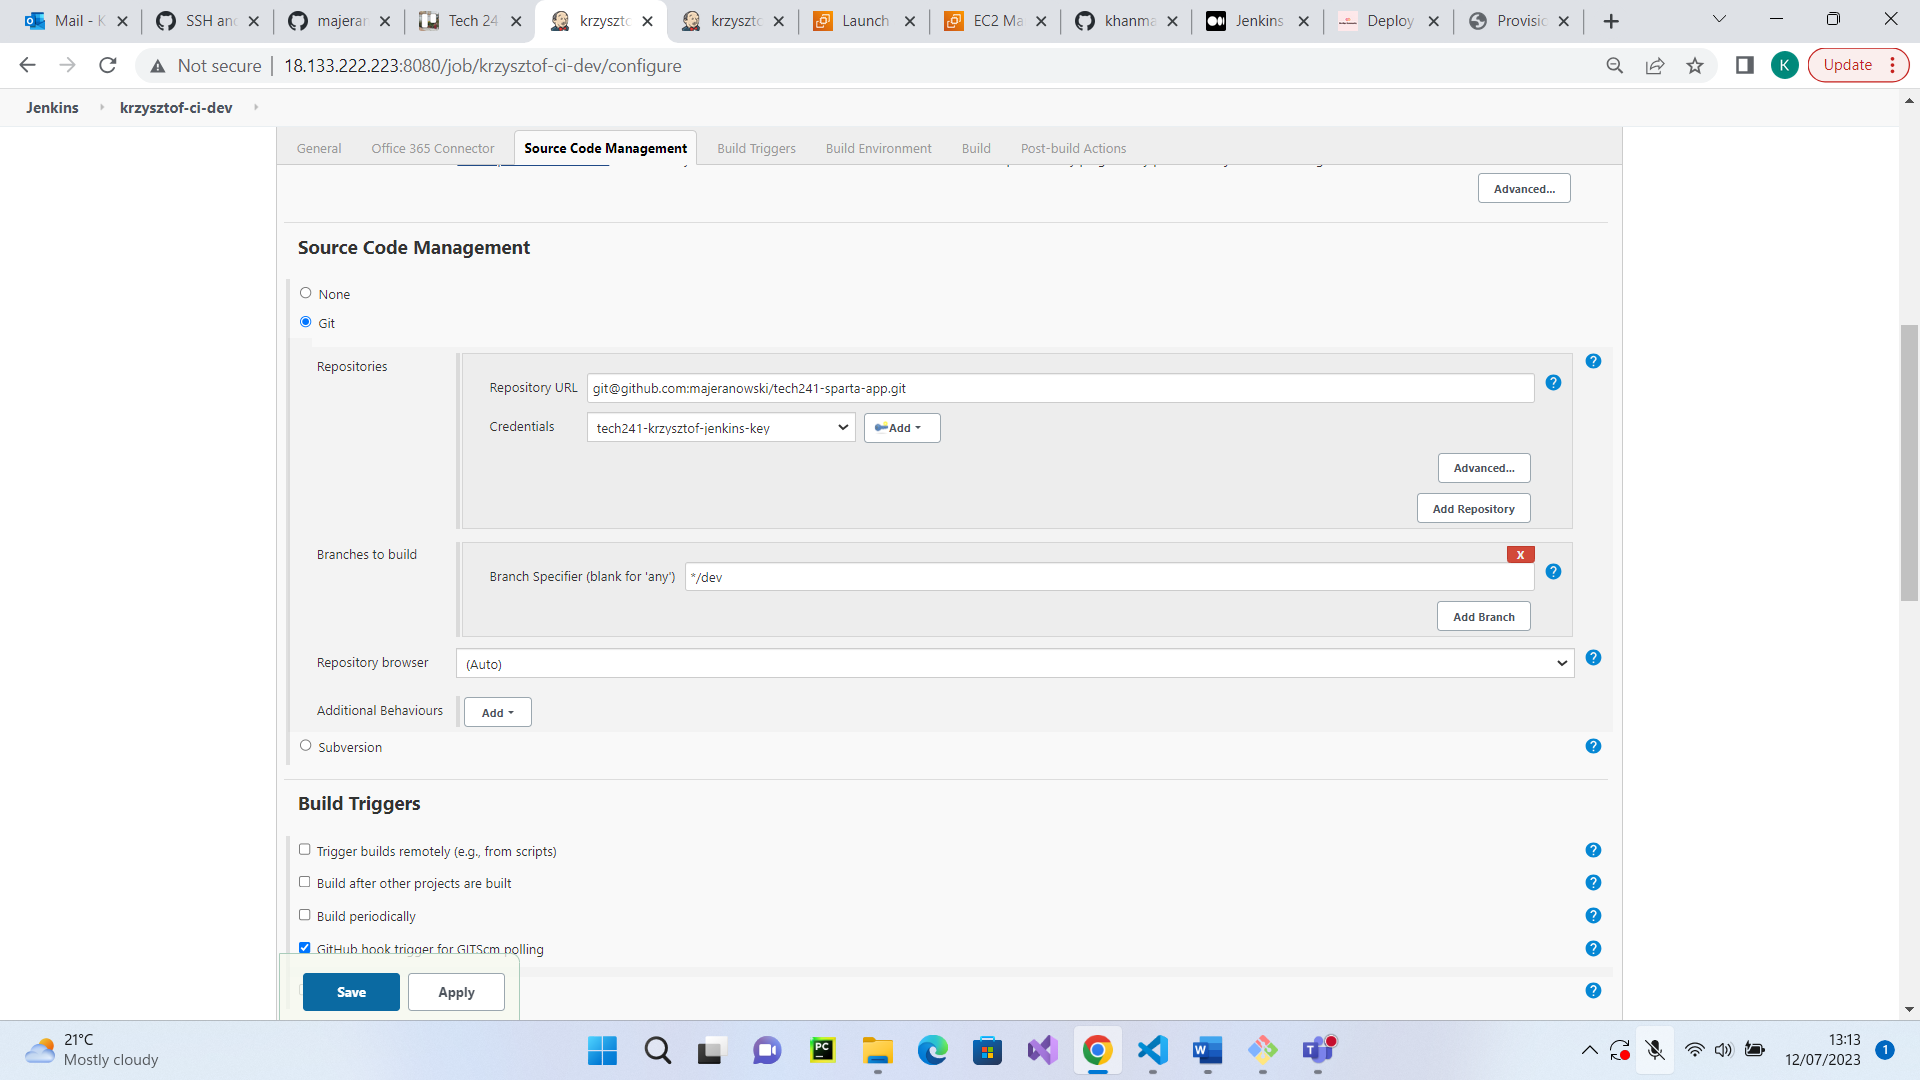 Mail - K
SSH and
majeran
Tech 24
krzyszto
krzyszto
Launch
EC2 Ma
khanma
Jenkins
Deploy
Provisio
Not secure
18.133.222.223:8080/job/krzysztof-ci-dev/configure
K
Update
Jenkins
krzysztof-ci-dev
General
Office 365 Connector
Source Code Management
Build Triggers
Build Environment
Build
Post-build Actions
Advanced...
Source Code Management
None
Git
Repositories
Repository URL
git@github.com:majeranowski/tech241-sparta-app.git
Credentials
tech241-krzysztof-jenkins-key
Add
Advanced...
Add Repository
Branches to build
X
Branch Specifier (blank for 'any')
*/dev
Add Branch
Repository browser
(Auto)
Additional Behaviours
Add
Subversion
Build Triggers
Trigger builds remotely (e.g., from scripts)
Build after other projects are built
Build periodically
GitHub hook trigger for GITScm polling
Save
Apply
21°C
Mostly cloudy
13:13
12/07/2023
1